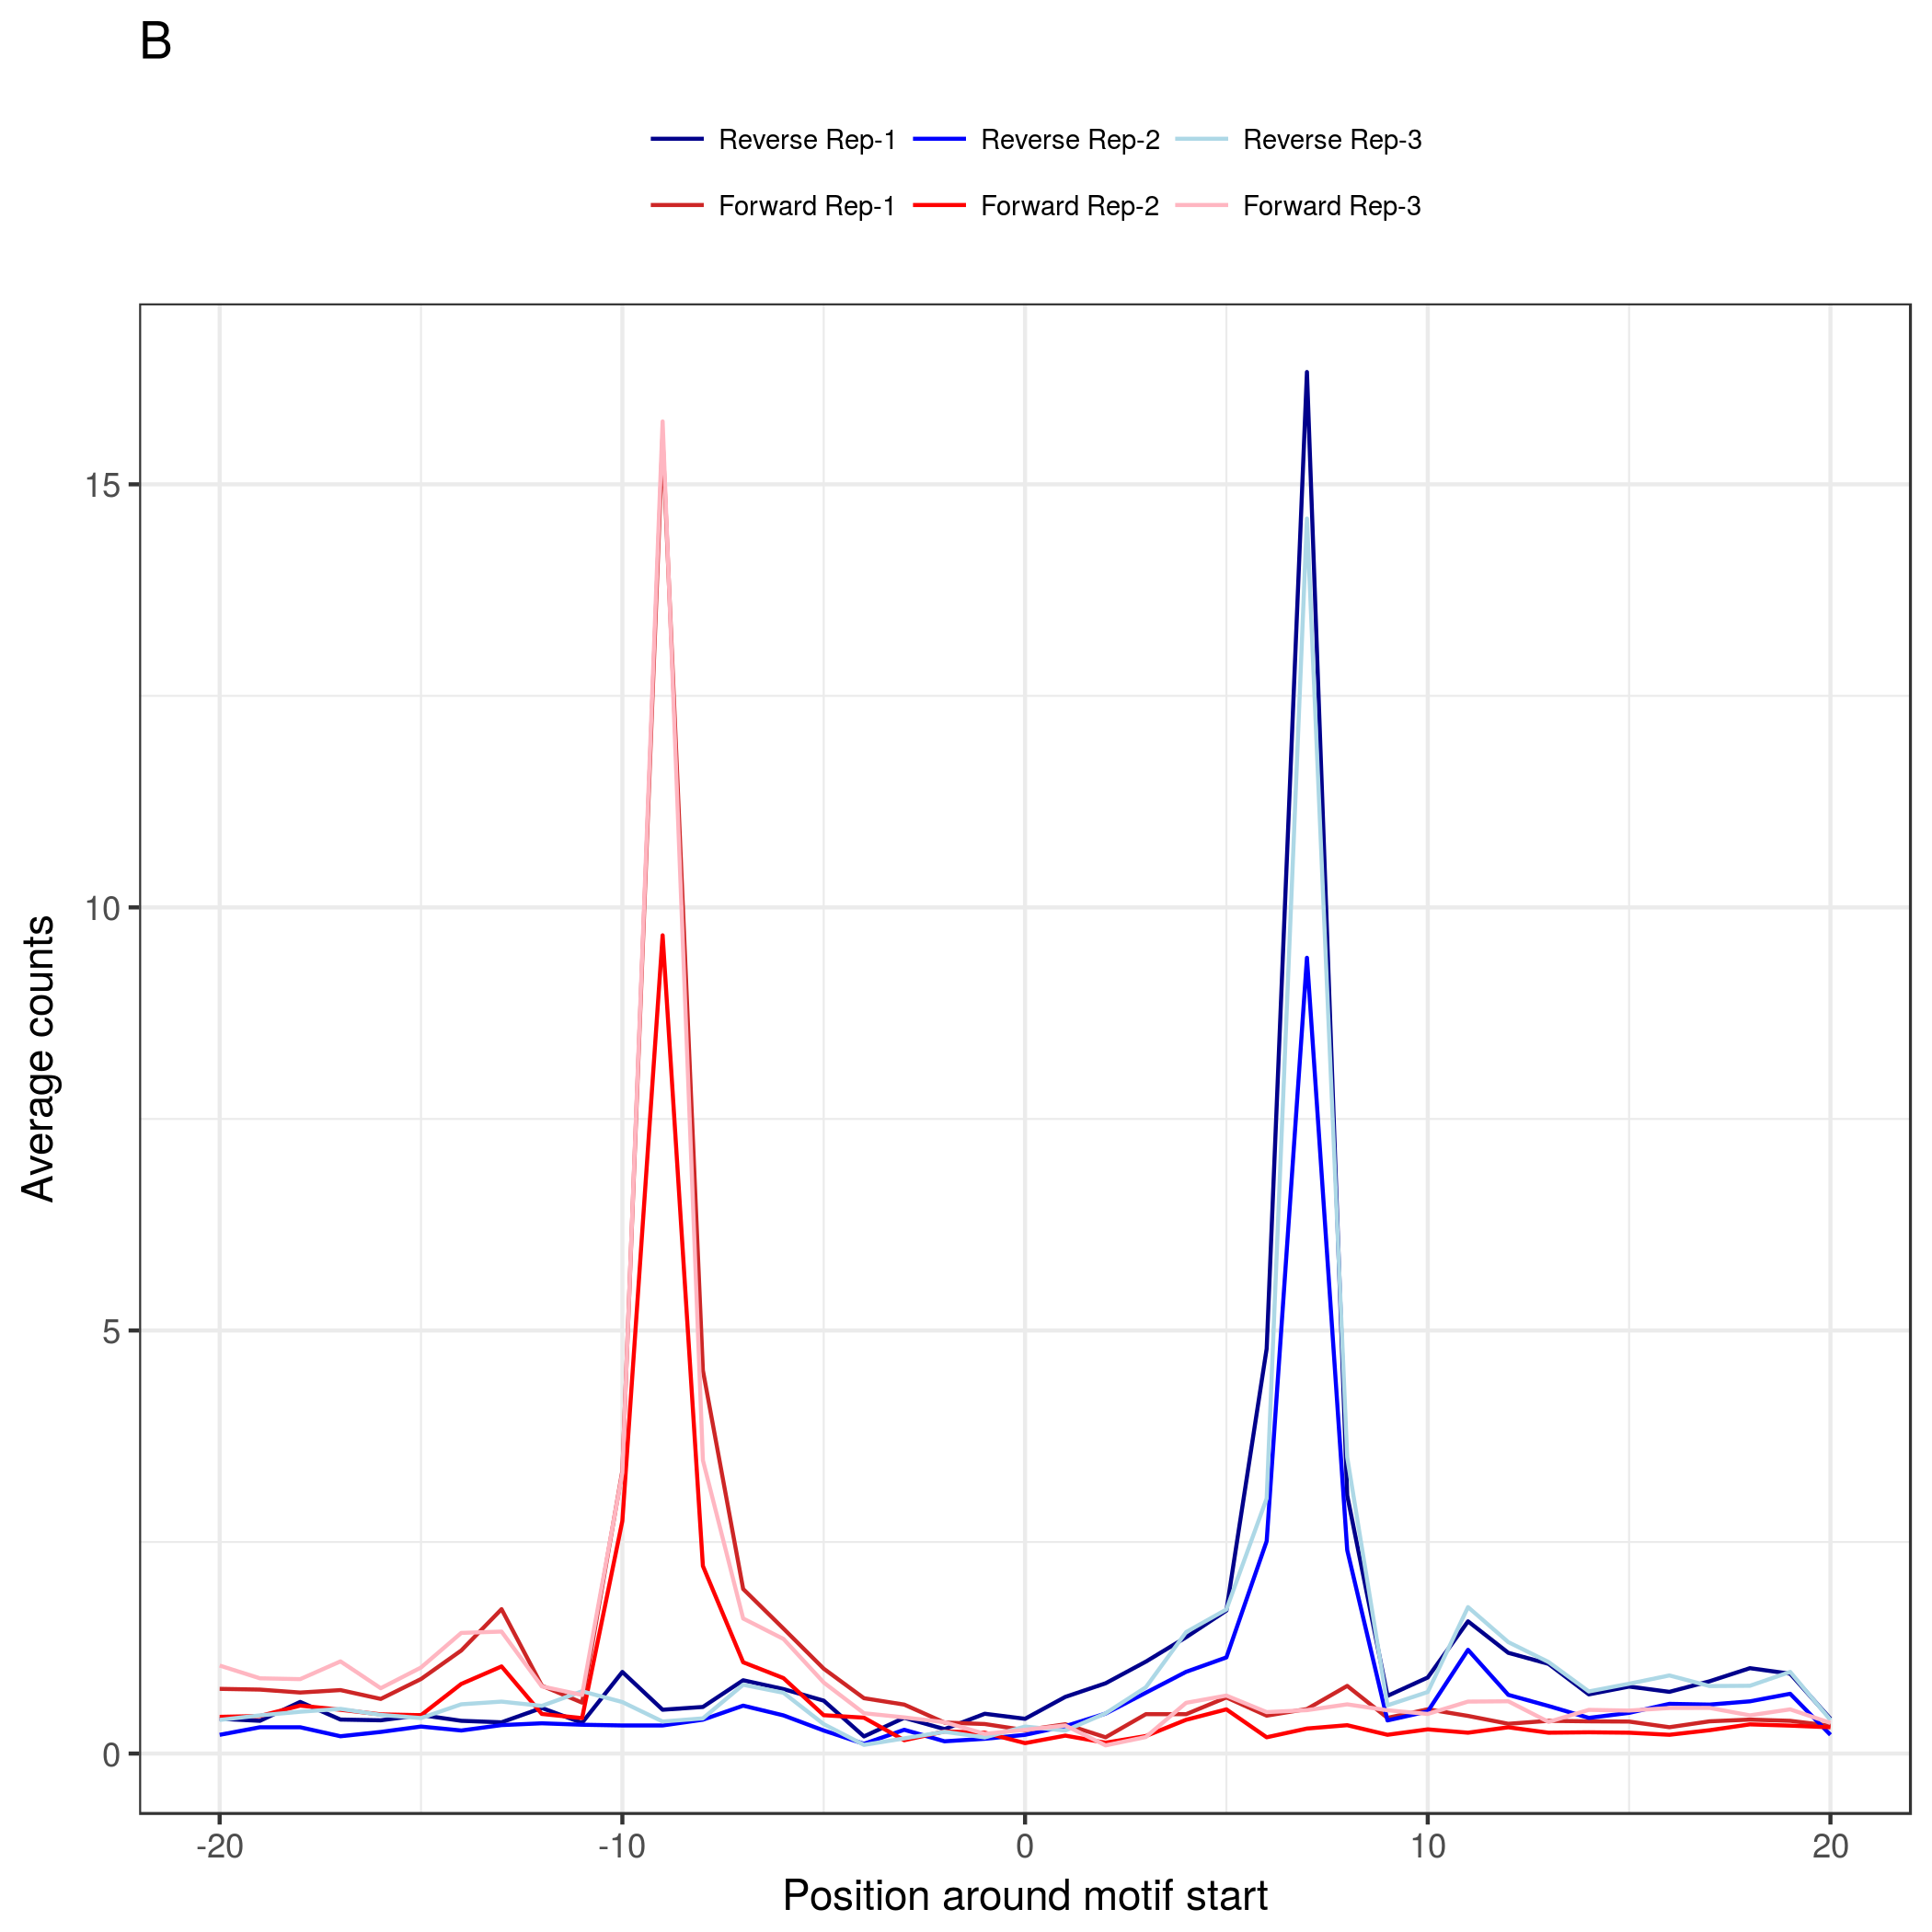 B
Reverse Rep-1 Reverse Rep-2 Reverse Rep-3
Forward Rep-1 Forward Rep-2 Forward Rep-3
Average counts
15
10
5
0
-20 -10 0 10 20
Position around motif start